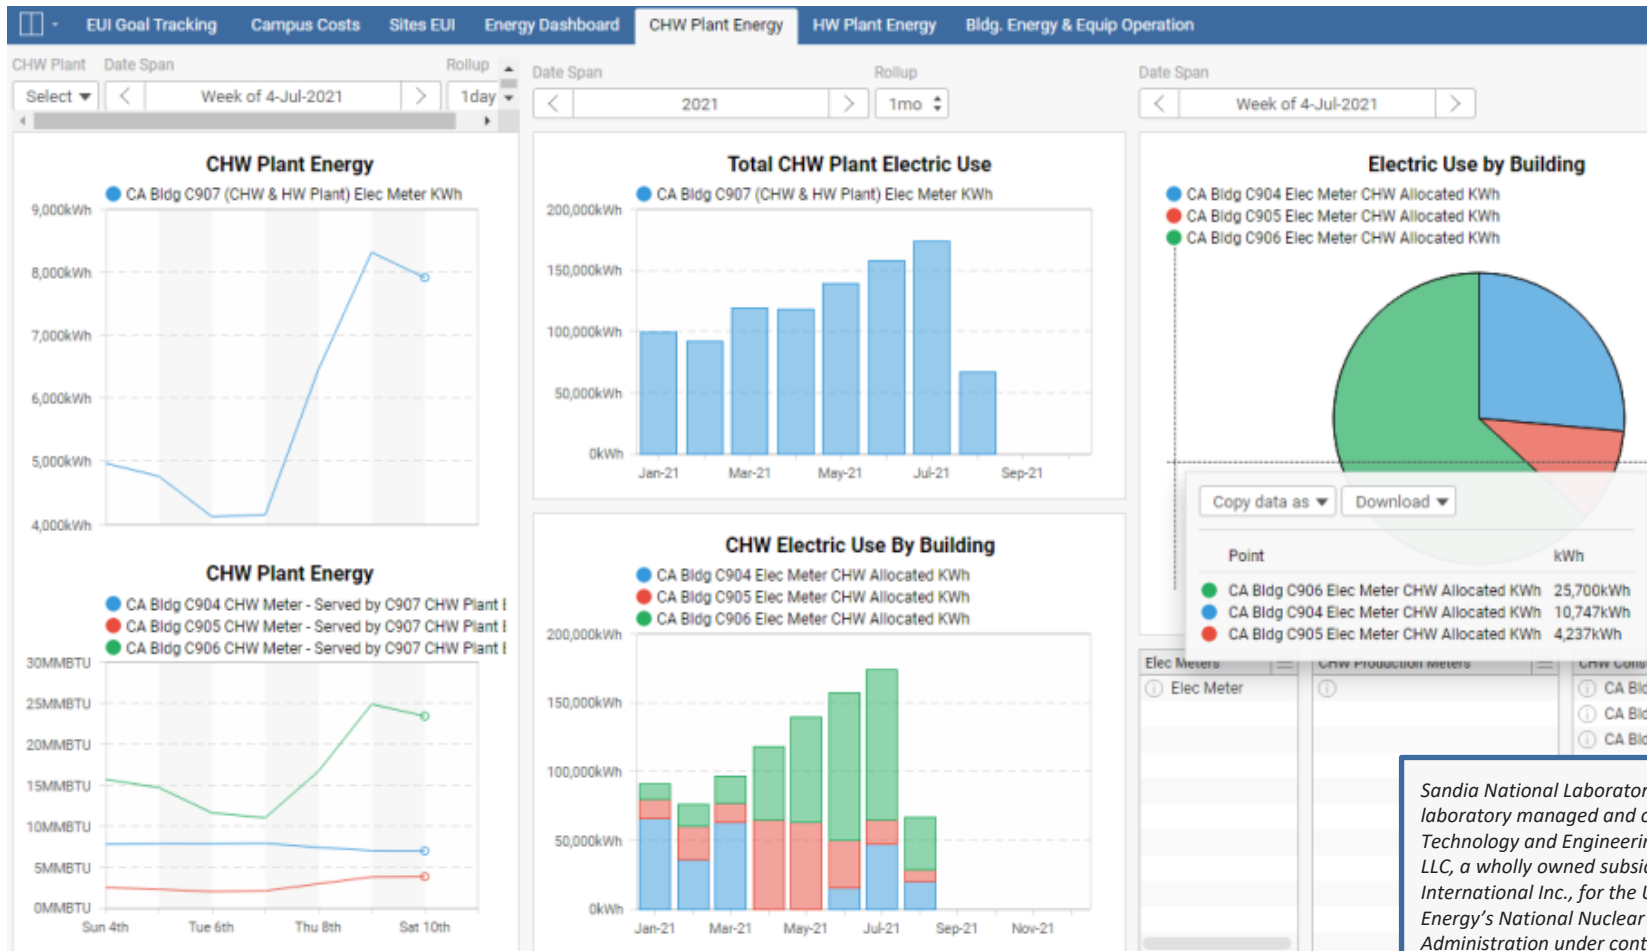 EUI Goal Tracking Campus Costs Sites EUI Energy Dashboard CHW Plant Energy HW Plant Energy Bldg. Energy & Equip Operation
CHW Plant Date Span Rollup
Select Week of 4-Jul-2021 1day
CHW Plant Energy
CA Bldg C907 (CHW & HW Plant) Elec Meter KWh
9,000kWh
8,000kWh
7,000kWh
6,000kWh
5,000kWh
4,000kWh
CHW Plant Energy
CA Bldg C904 CHW Meter - Served by C907 CHW Plant
CA Bldg C905 CHW Meter - Served by C907 CHW Plant
CA Bldg C906 CHW Meter - Served by C907 CHW Plant
30MMBTU
25MMBTU
20MMBTU
15MMBTU
10MMBTU
5MMBTU
0MMBTU
Sun 4th Tue 6th Thu 8th Sat 10th
Date Span Rollup
2021 1mo
Total CHW Plant Electric Use
CA Bldg C907 (CHW & HW Plant) Elec Meter KWh
200,000kWh
150,000kWh
100,000kWh
50,000kWh
0kWh
Jan-21 Mar-21 May-21 Jul-21 Sep-21
CHW Electric Use By Building
CA Bldg C904 Elec Meter CHW Allocated KWh
CA Bldg C905 Elec Meter CHW Allocated KWh
CA Bldg C906 Elec Meter CHW Allocated KWh
200,000kWh
150,000kWh
100,000kWh
50,000kWh
0kWh
Jan-21 Mar-21 May-21 Jul-21 Sep-21 Nov-21
Date Span
Week of 4-Jul-2021
Electric Use by Building
CA Bldg C904 Elec Meter CHW Allocated KWh
CA Bldg C905 Elec Meter CHW Allocated KWh
CA Bldg C906 Elec Meter CHW Allocated KWh
Copy data as Download
Point kWh
CA Bldg C906 Elec Meter CHW Allocated KWh 25,700kWh
CA Bldg C904 Elec Meter CHW Allocated KWh 10,747kWh
CA Bldg C905 Elec Meter CHW Allocated KWh 4,237kWh
Elec Meters CHW Production Meters CHW
Elec Meter CA
CA
CA
Sandia National
laboratory managed and
Technology and
LLC, a wholly owned
International Inc., for the
Energy's National Nuclear
Administration under